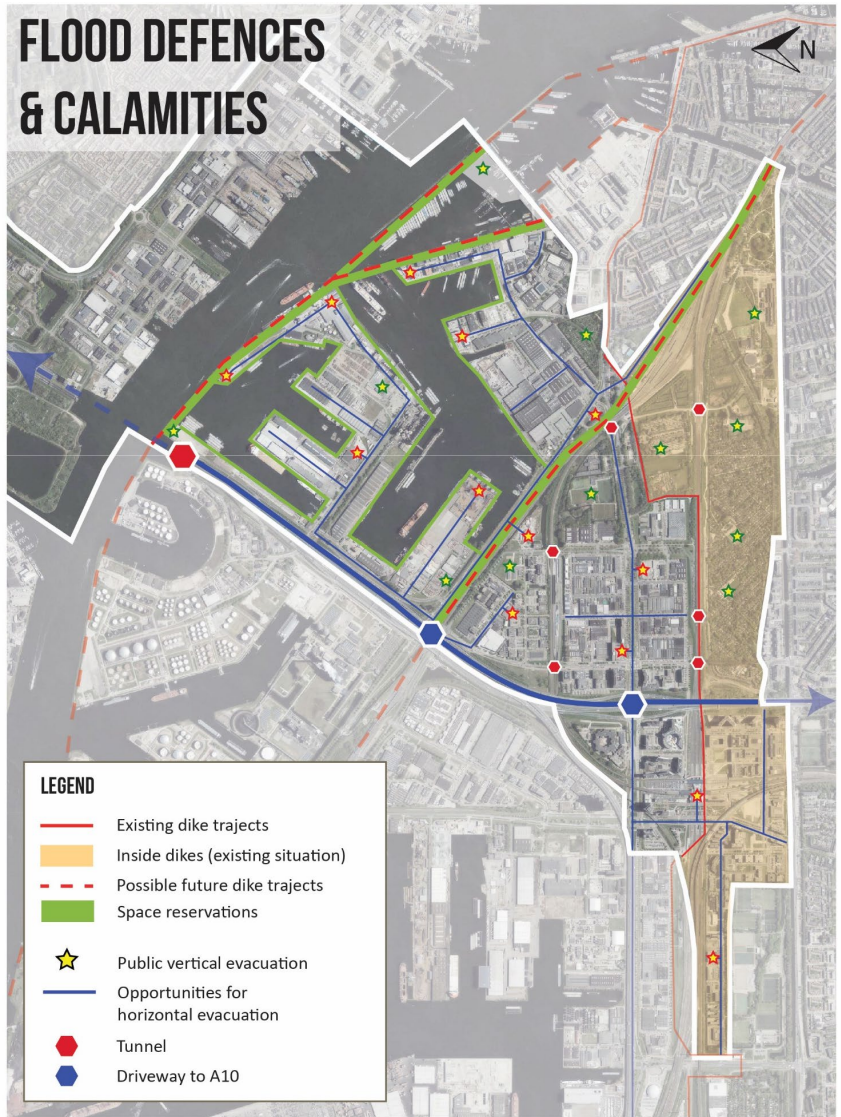 FLOOD DEFENCES
& CALAMITIES
N
LEGEND
Existing dike trajects
Inside dikes (existing situation)
Possible future dike trajects
Space reservations
Public vertical evacuation
Opportunities for
horizontal evacuation
Tunnel
Driveway to A10